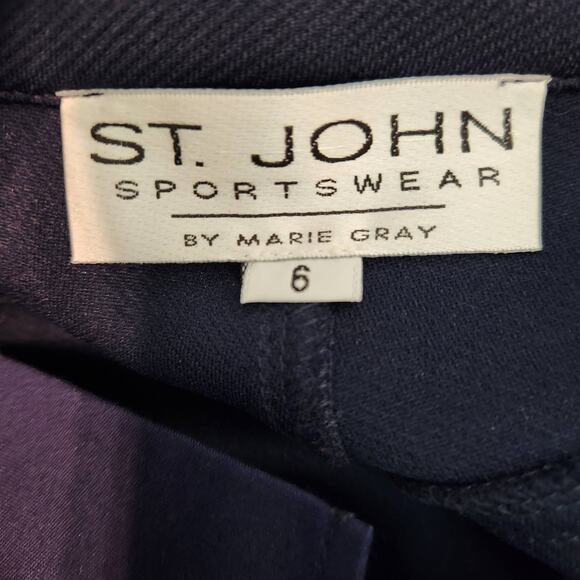 ST. JOHN
SPORTSWEAR
BY MARIE GRAY
6